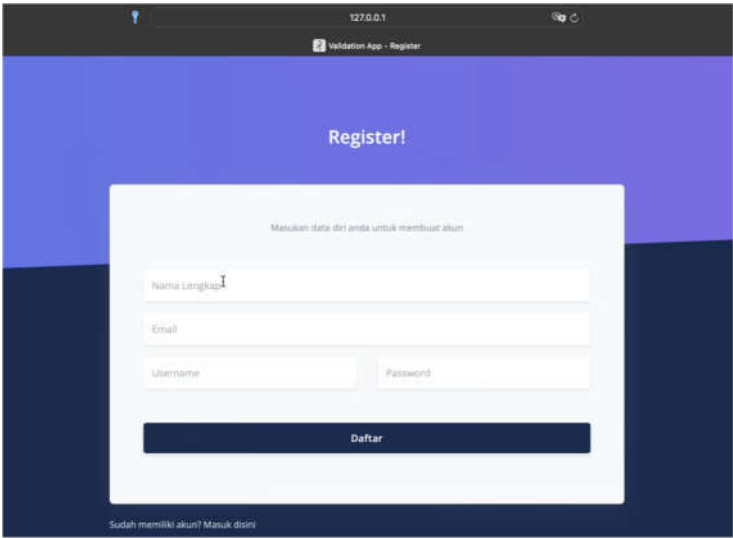 127.0.0.1
Validation App - Register
Register!
Masukan data diri anda untuk membuat akun
Nama Lengkap
Email
Username Password
Daftar
Sudah memiliki akun? Masuk disini